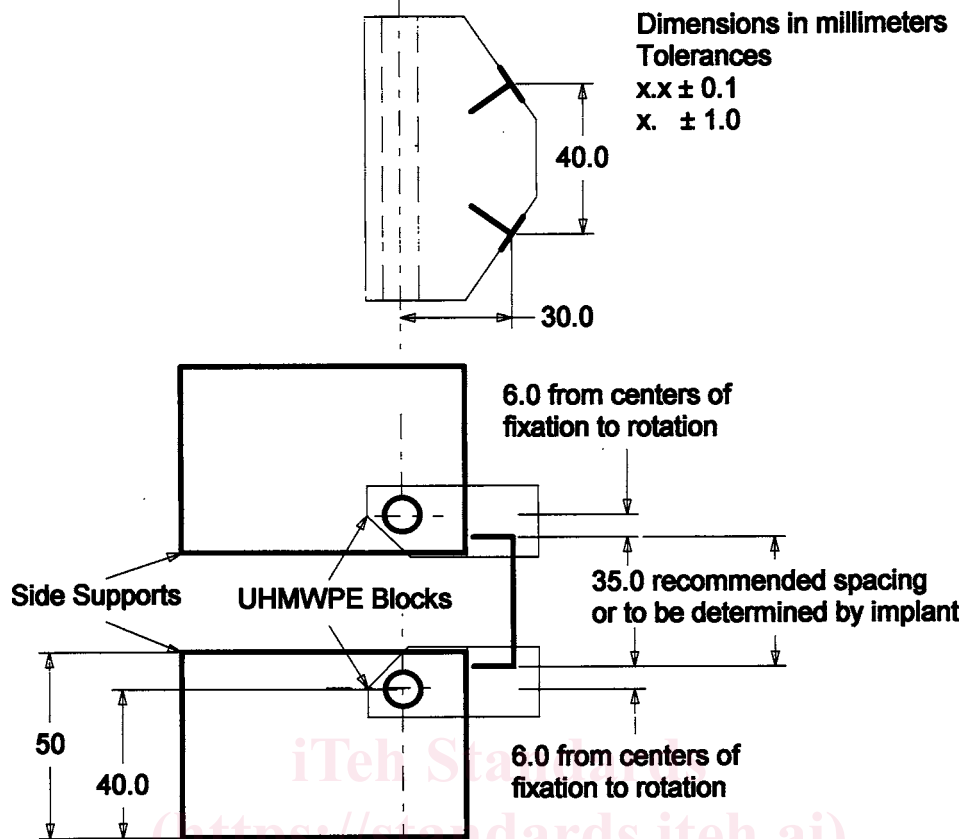 Dimensions in millimeters
Tolerances
x.x ± 0.1
x. ± 1.0
40.0
30.0
6.0 from centers of
fixation to rotation
Side Supports
UHMWPE Blocks
35.0 recommended spacing
or to be determined by implant
50
40.0
6.0 from centers of
fixation to rotation
iTeh Standards
(https://standards.iteh.ai)